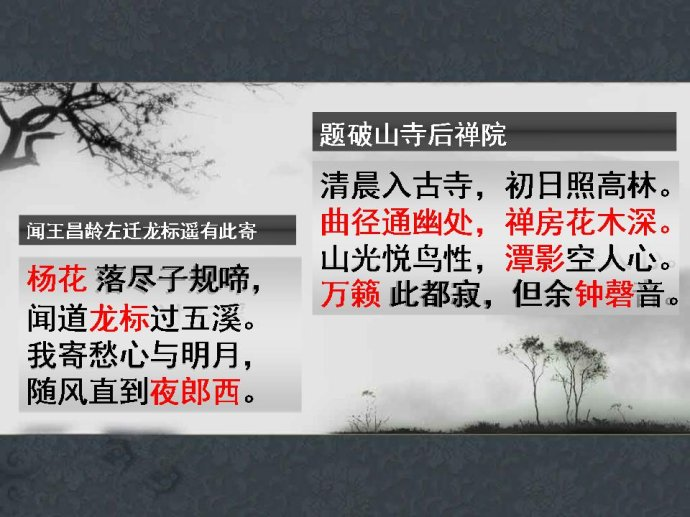 题破山寺后禅院
清晨入古寺，初日照高林。
曲径通幽处，禅房花木深。
山光悦鸟性，潭影空人心。
万籁 此都寂，但余钟磬音。
闻王昌龄左迁龙标遥有此寄
杨花 落尽子规啼，
闻道龙标过五溪。
我寄愁心与明月，
随风直到夜郎西。